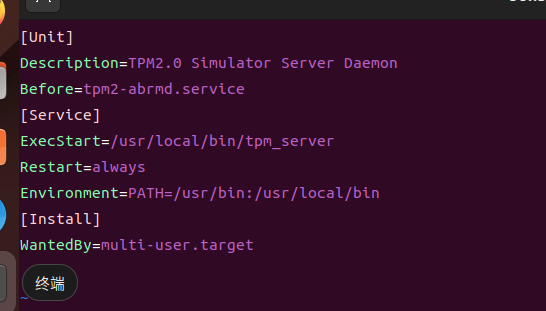 [Unit]
Description=TPM2.0 Simulator Server Daemon
Before=tpm2-abrmd.service
[Service]
ExecStart=/usr/local/bin/tpm_server
Restart=always
Environment=PATH=/usr/bin:/usr/local/bin
[Install]
WantedBy=multi-user.target
终端
~